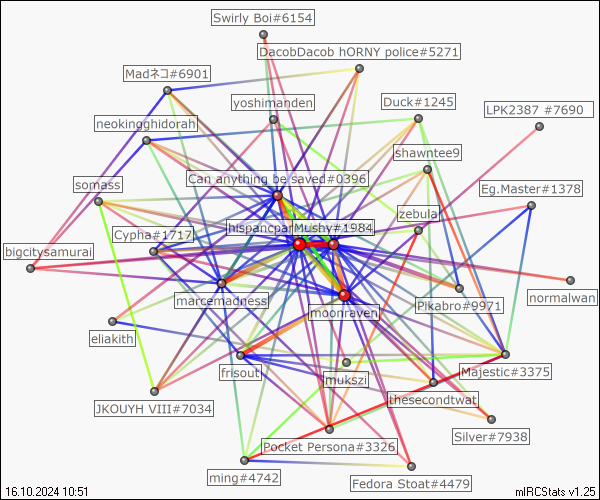 Swirly Boi#6154
DacobDacob hORNY police#5271
Madネコ#6901
yoshimanden
Duck#1245
LPK2387 #7690
neokingghidorah
shawntee9
Can anything be saved#0396
somass
Eg.Master#1378
zebula
hispancpar
Mushy#1984
Cypha#1717
bigcitysamurai
marcemadness
normalwan
Pikabro#9971
moonraven
eliakith
frisout
mukszi
Majestic#3375
thesecondtwat
JKOUYH VIII#7034
Silver#7938
Pocket Persona#3326
ming#4742
Fedora Stoat#4479
16.10.2024 10:51
mIRCStats v1.25